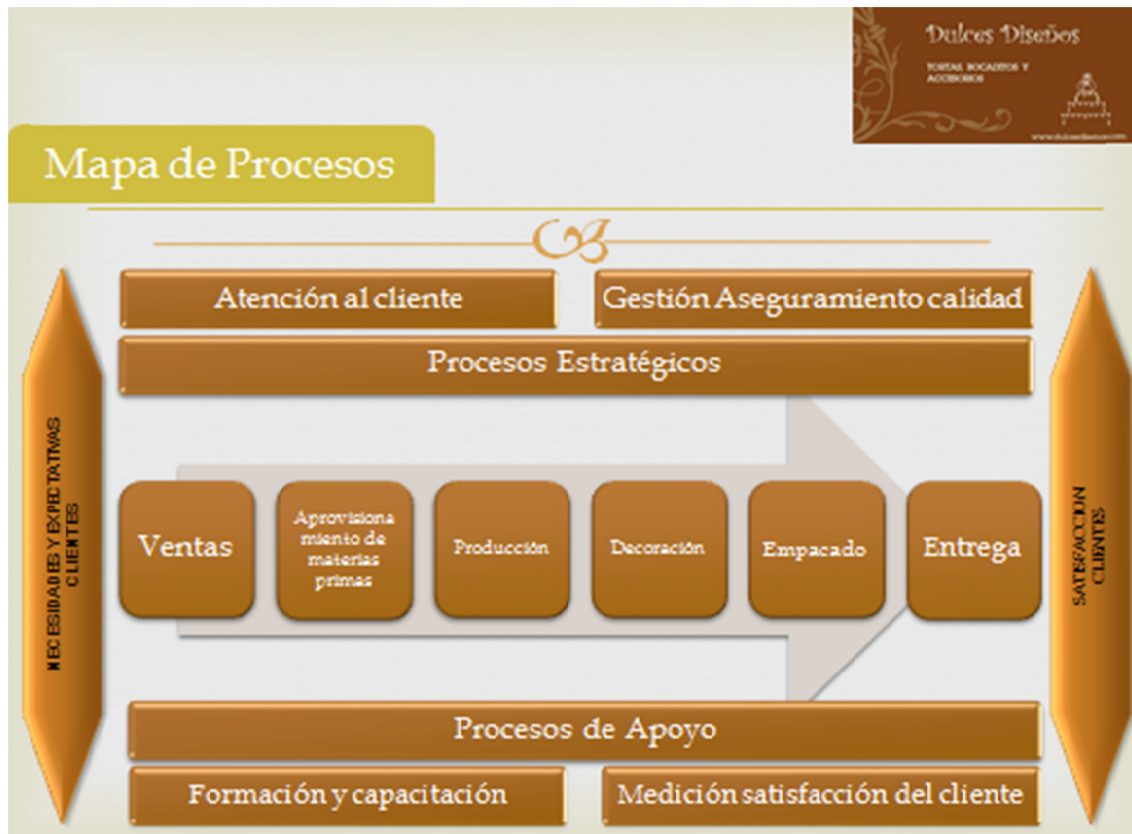 Dulces Diseños
TORTAS, BOCADITOS Y
ACCESORIOS
Mapa de Procesos
Atención al cliente
Gestión Aseguramiento calidad
Procesos Estratégicos
NECESIDADES Y EXPECTATIVAS
CLIENTES
Ventas
Aprovisiona
miento de
materias
primas
Producción
Decoración
Empacado
Entrega
SATISFACCION
CLIENTES
Procesos de Apoyo
Formación y capacitación
Medición satisfacción del cliente